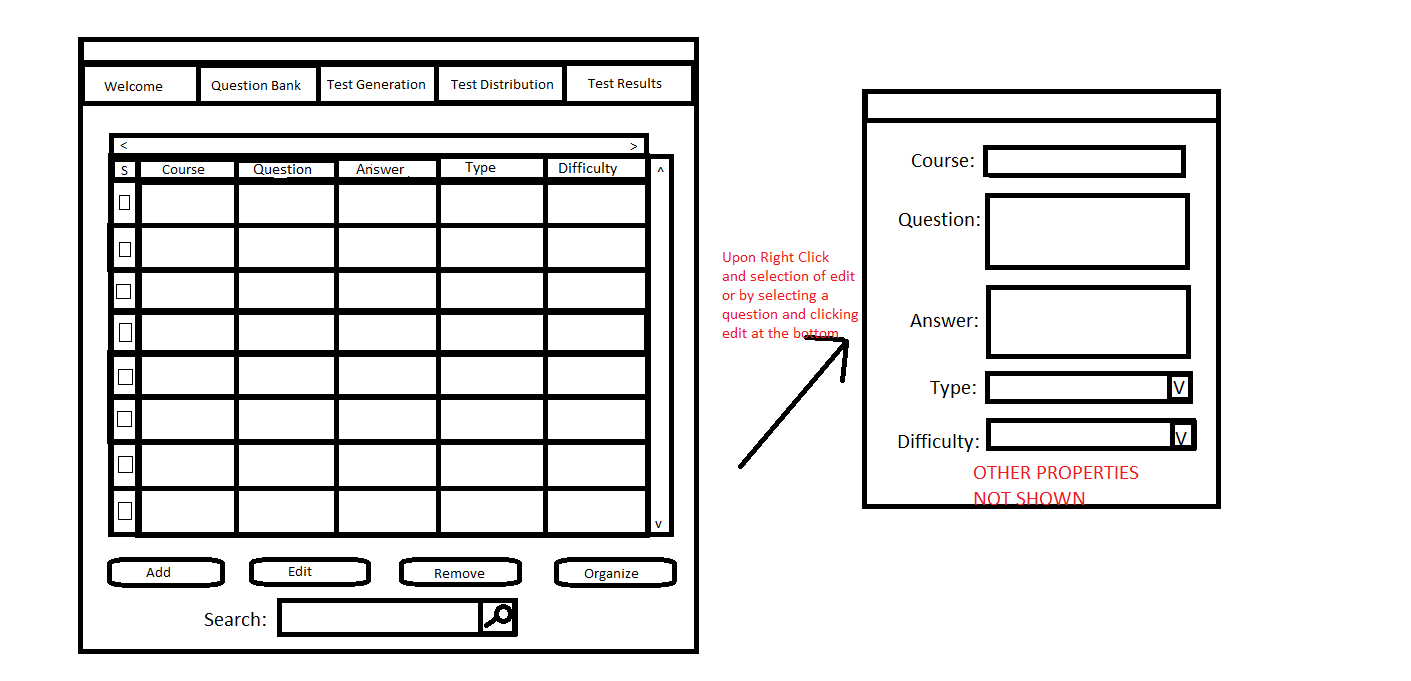 Welcome
Question Bank
Test Generation
Test Distribution
Test Results
< >
S Course Question Answer Type Difficulty ^
v
Add Edit Remove Organize
Search:
Upon Right Click
and selection of edit
or by selecting a
question and clicking
edit at the bottom
Course:
Question:
Answer:
Type: V
Difficulty: V
OTHER PROPERTIES
NOT SHOWN